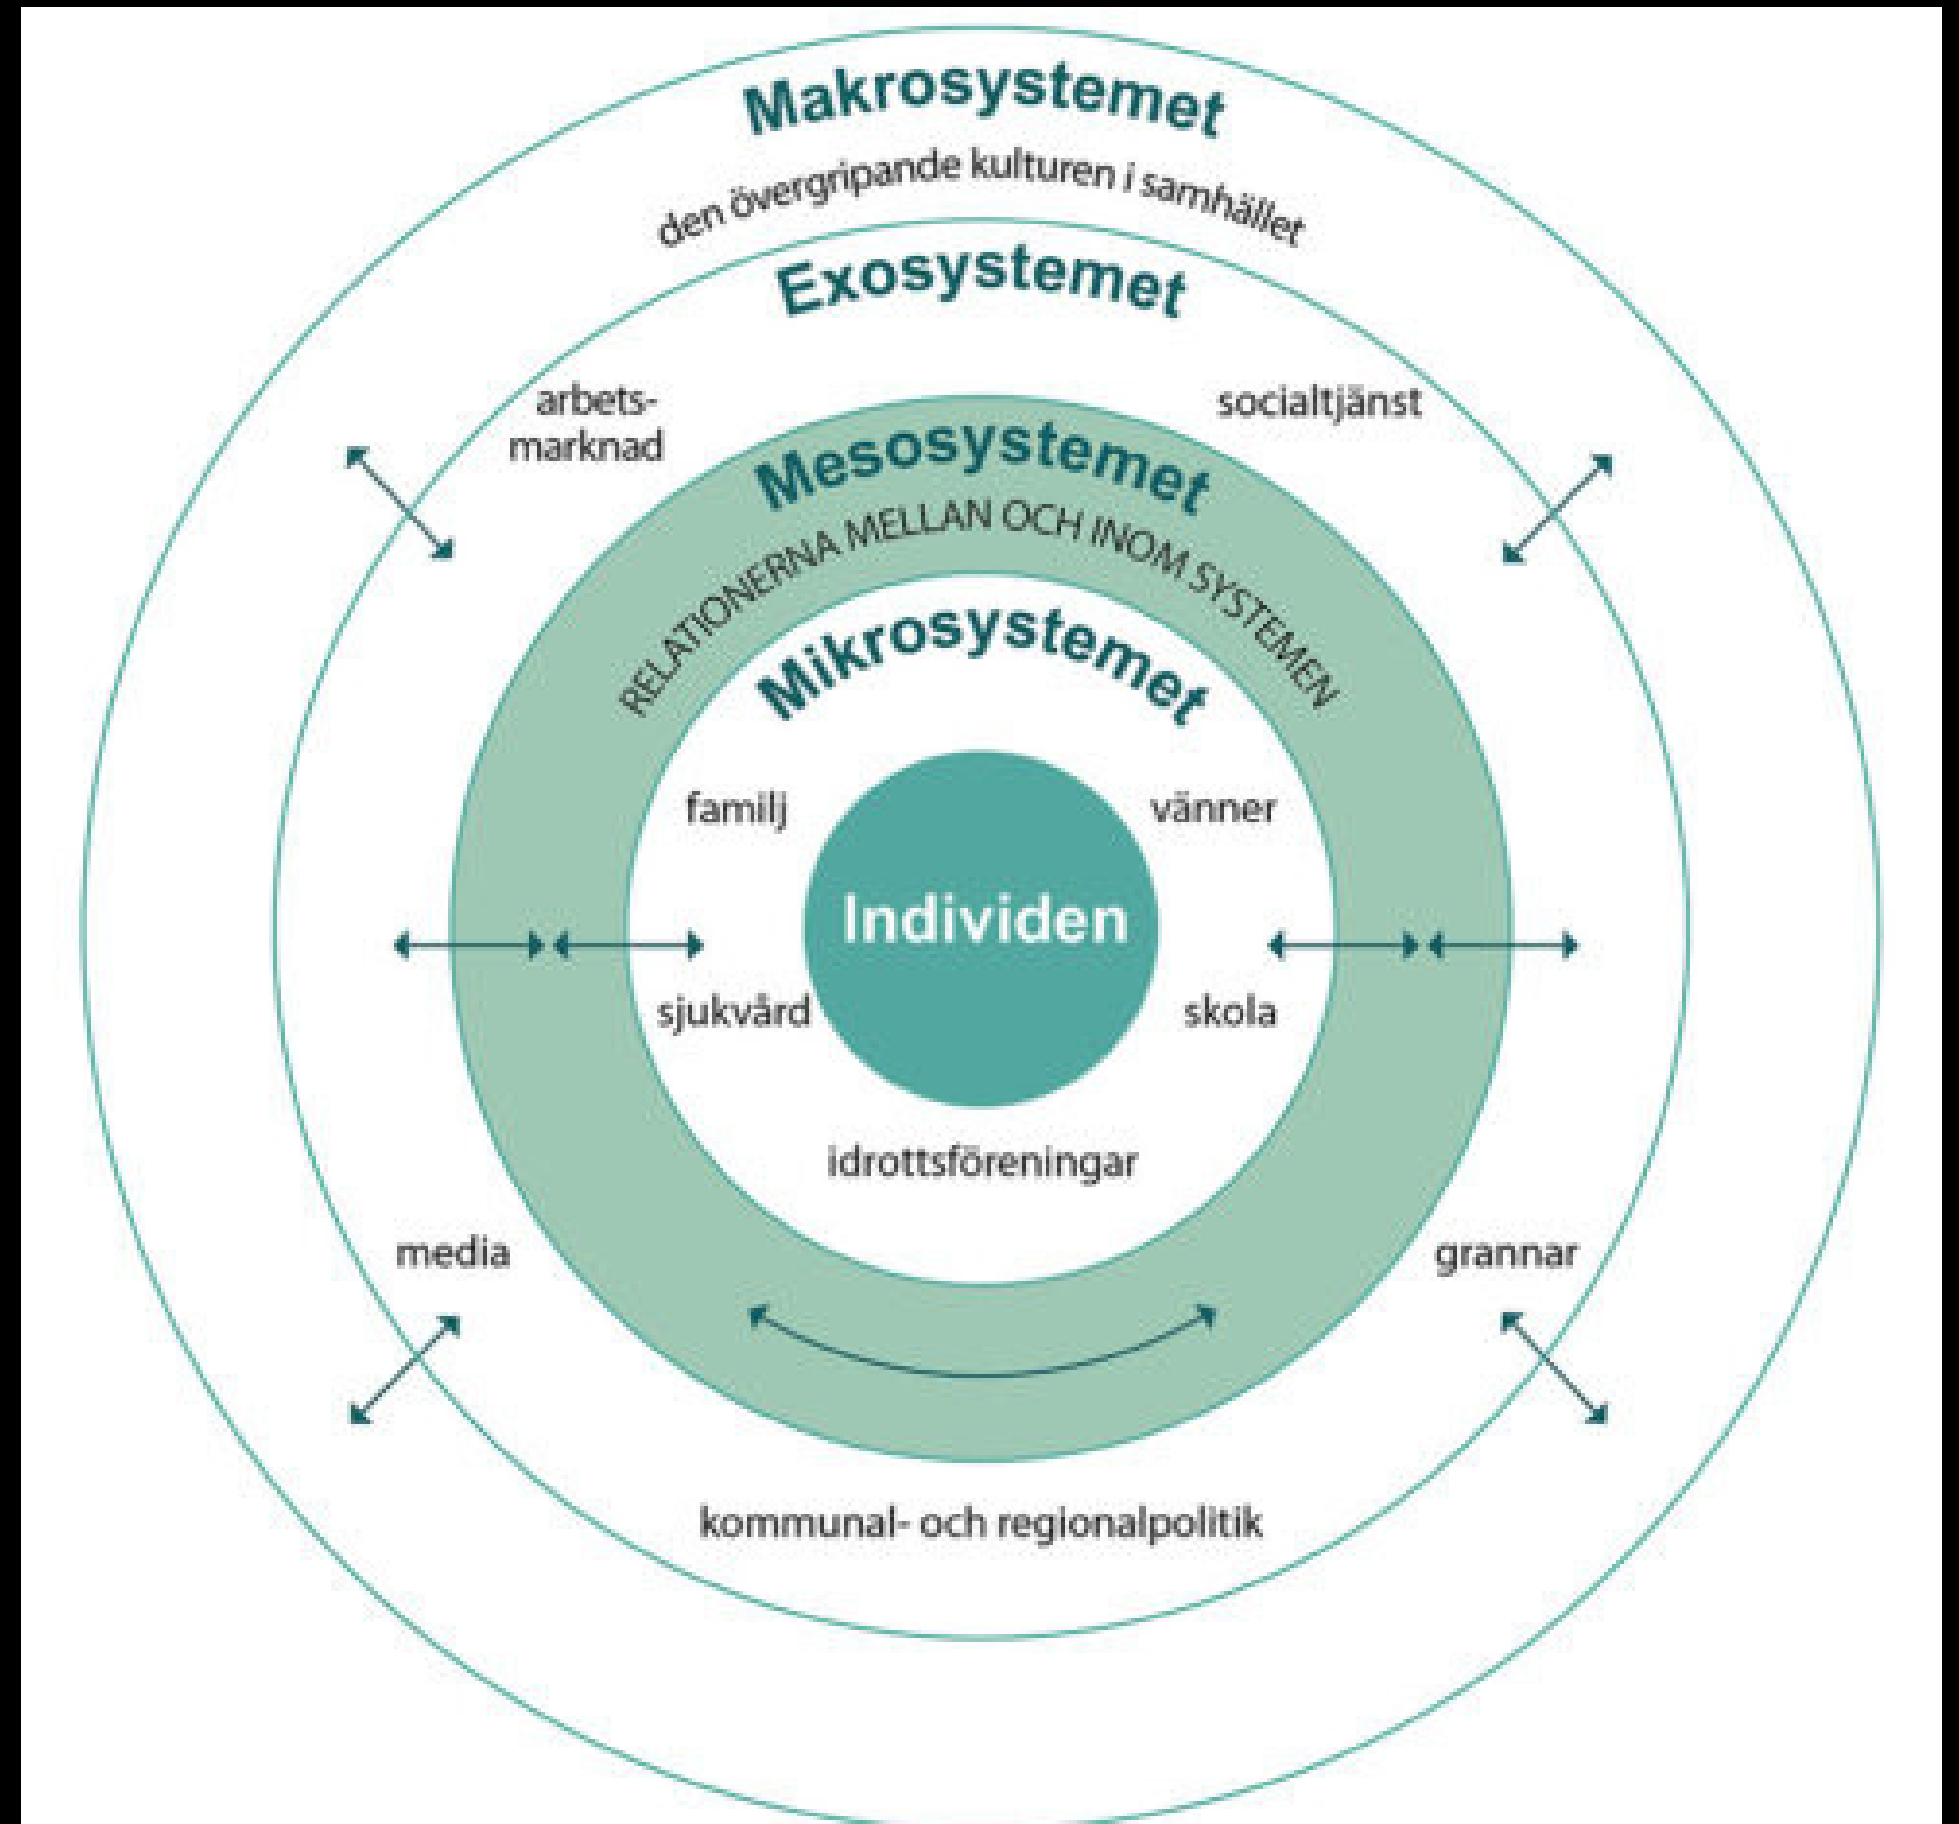 Makrosystemet
den övergripande kulturen i samhället
Exosystemet
arbets-
marknad
socialtjänst
Mesosystemet
RELATIONERNA MELLAN OCH INOM SYSTEMEN
Mikrosystemet
familj
vänner
Individen
sjukvård
skola
idrottsföreningar
media
grannar
kommunal- och regionalpolitik